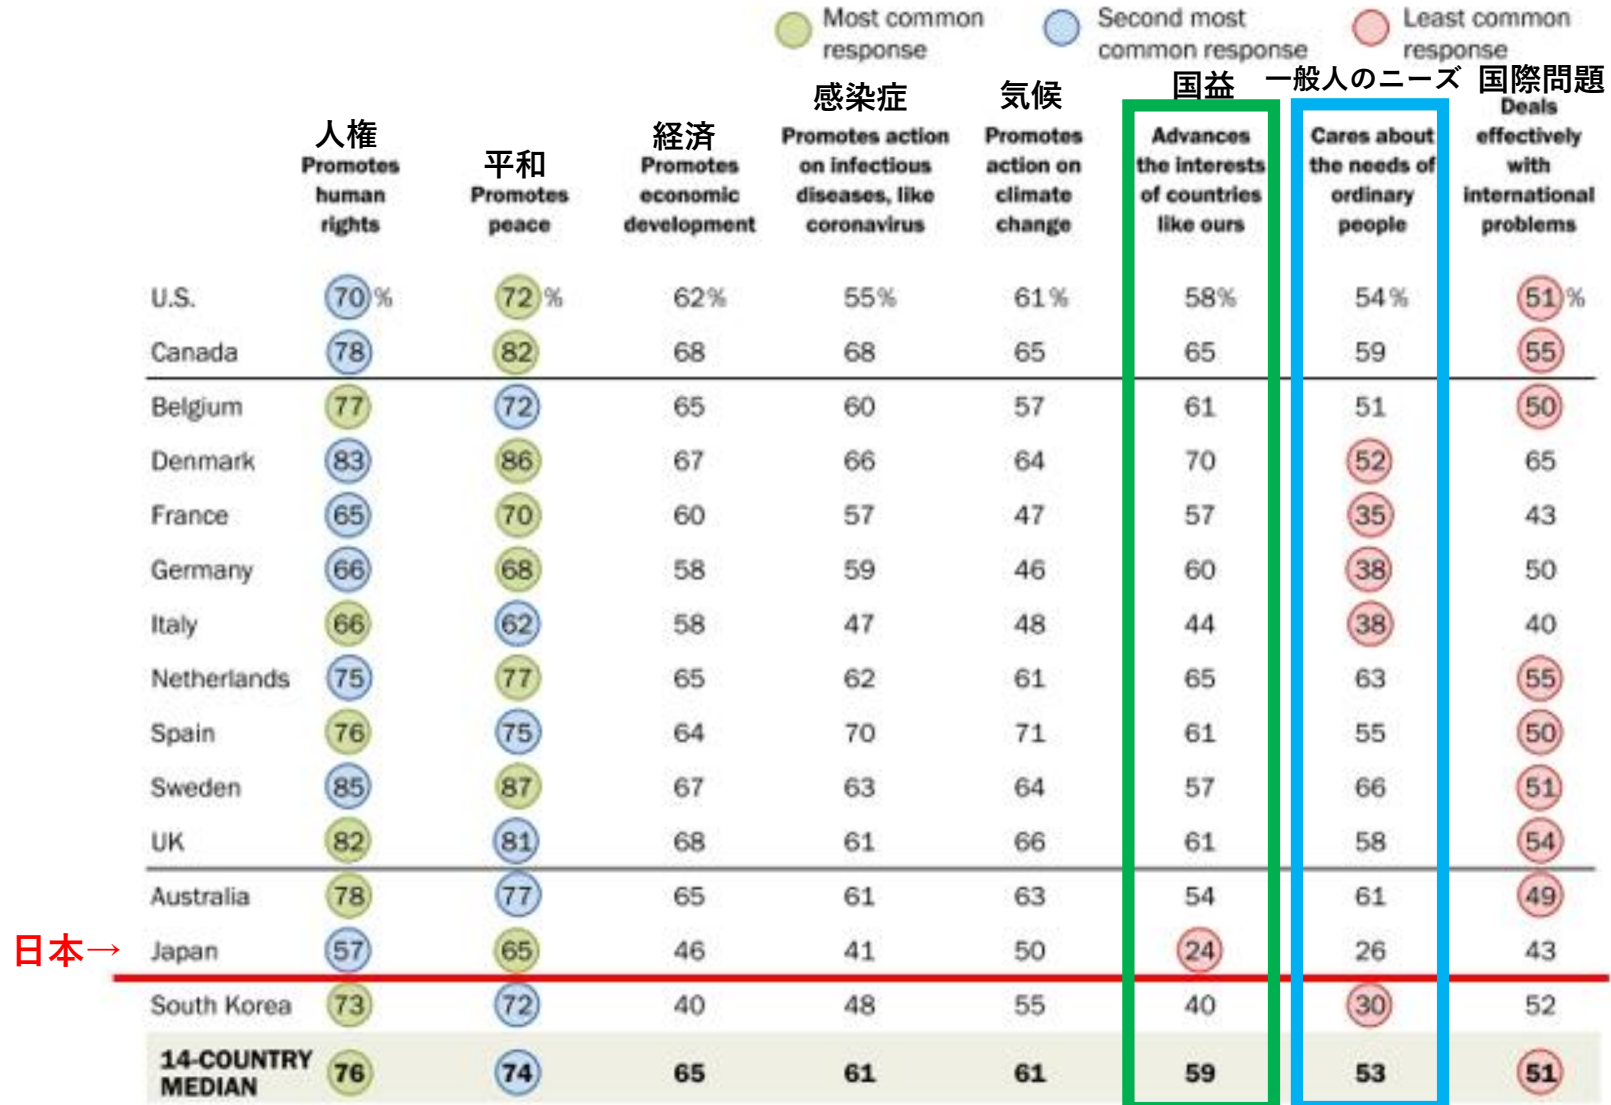 Most common response
Second most common response
Least common response
人権
Promotes human rights
平和
Promotes peace
経済
Promotes economic development
感染症
Promotes action on infectious diseases, like coronavirus
気候
Promotes action on climate change
国益
Advances the interests of countries like ours
一般人のニーズ
Cares about the needs of ordinary people
国際問題
Deals effectively with international problems
U.S. 70% 72% 62% 55% 61% 58% 54% 51%
Canada 78 82 68 68 65 65 59 55
Belgium 77 72 65 60 57 61 51 50
Denmark 83 86 67 66 64 70 52 65
France 65 70 60 57 47 57 35 43
Germany 66 68 58 59 46 60 38 50
Italy 66 62 58 47 48 44 38 40
Netherlands 75 77 65 62 61 65 63 55
Spain 76 75 64 70 71 61 55 50
Sweden 85 87 67 63 64 57 66 51
UK 82 81 68 61 66 61 58 54
Australia 78 77 65 61 63 54 61 49
日本→ Japan 57 65 46 41 50 24 26 43
South Korea 73 72 40 48 55 40 30 52
14-COUNTRY MEDIAN 76 74 65 61 61 59 53 51